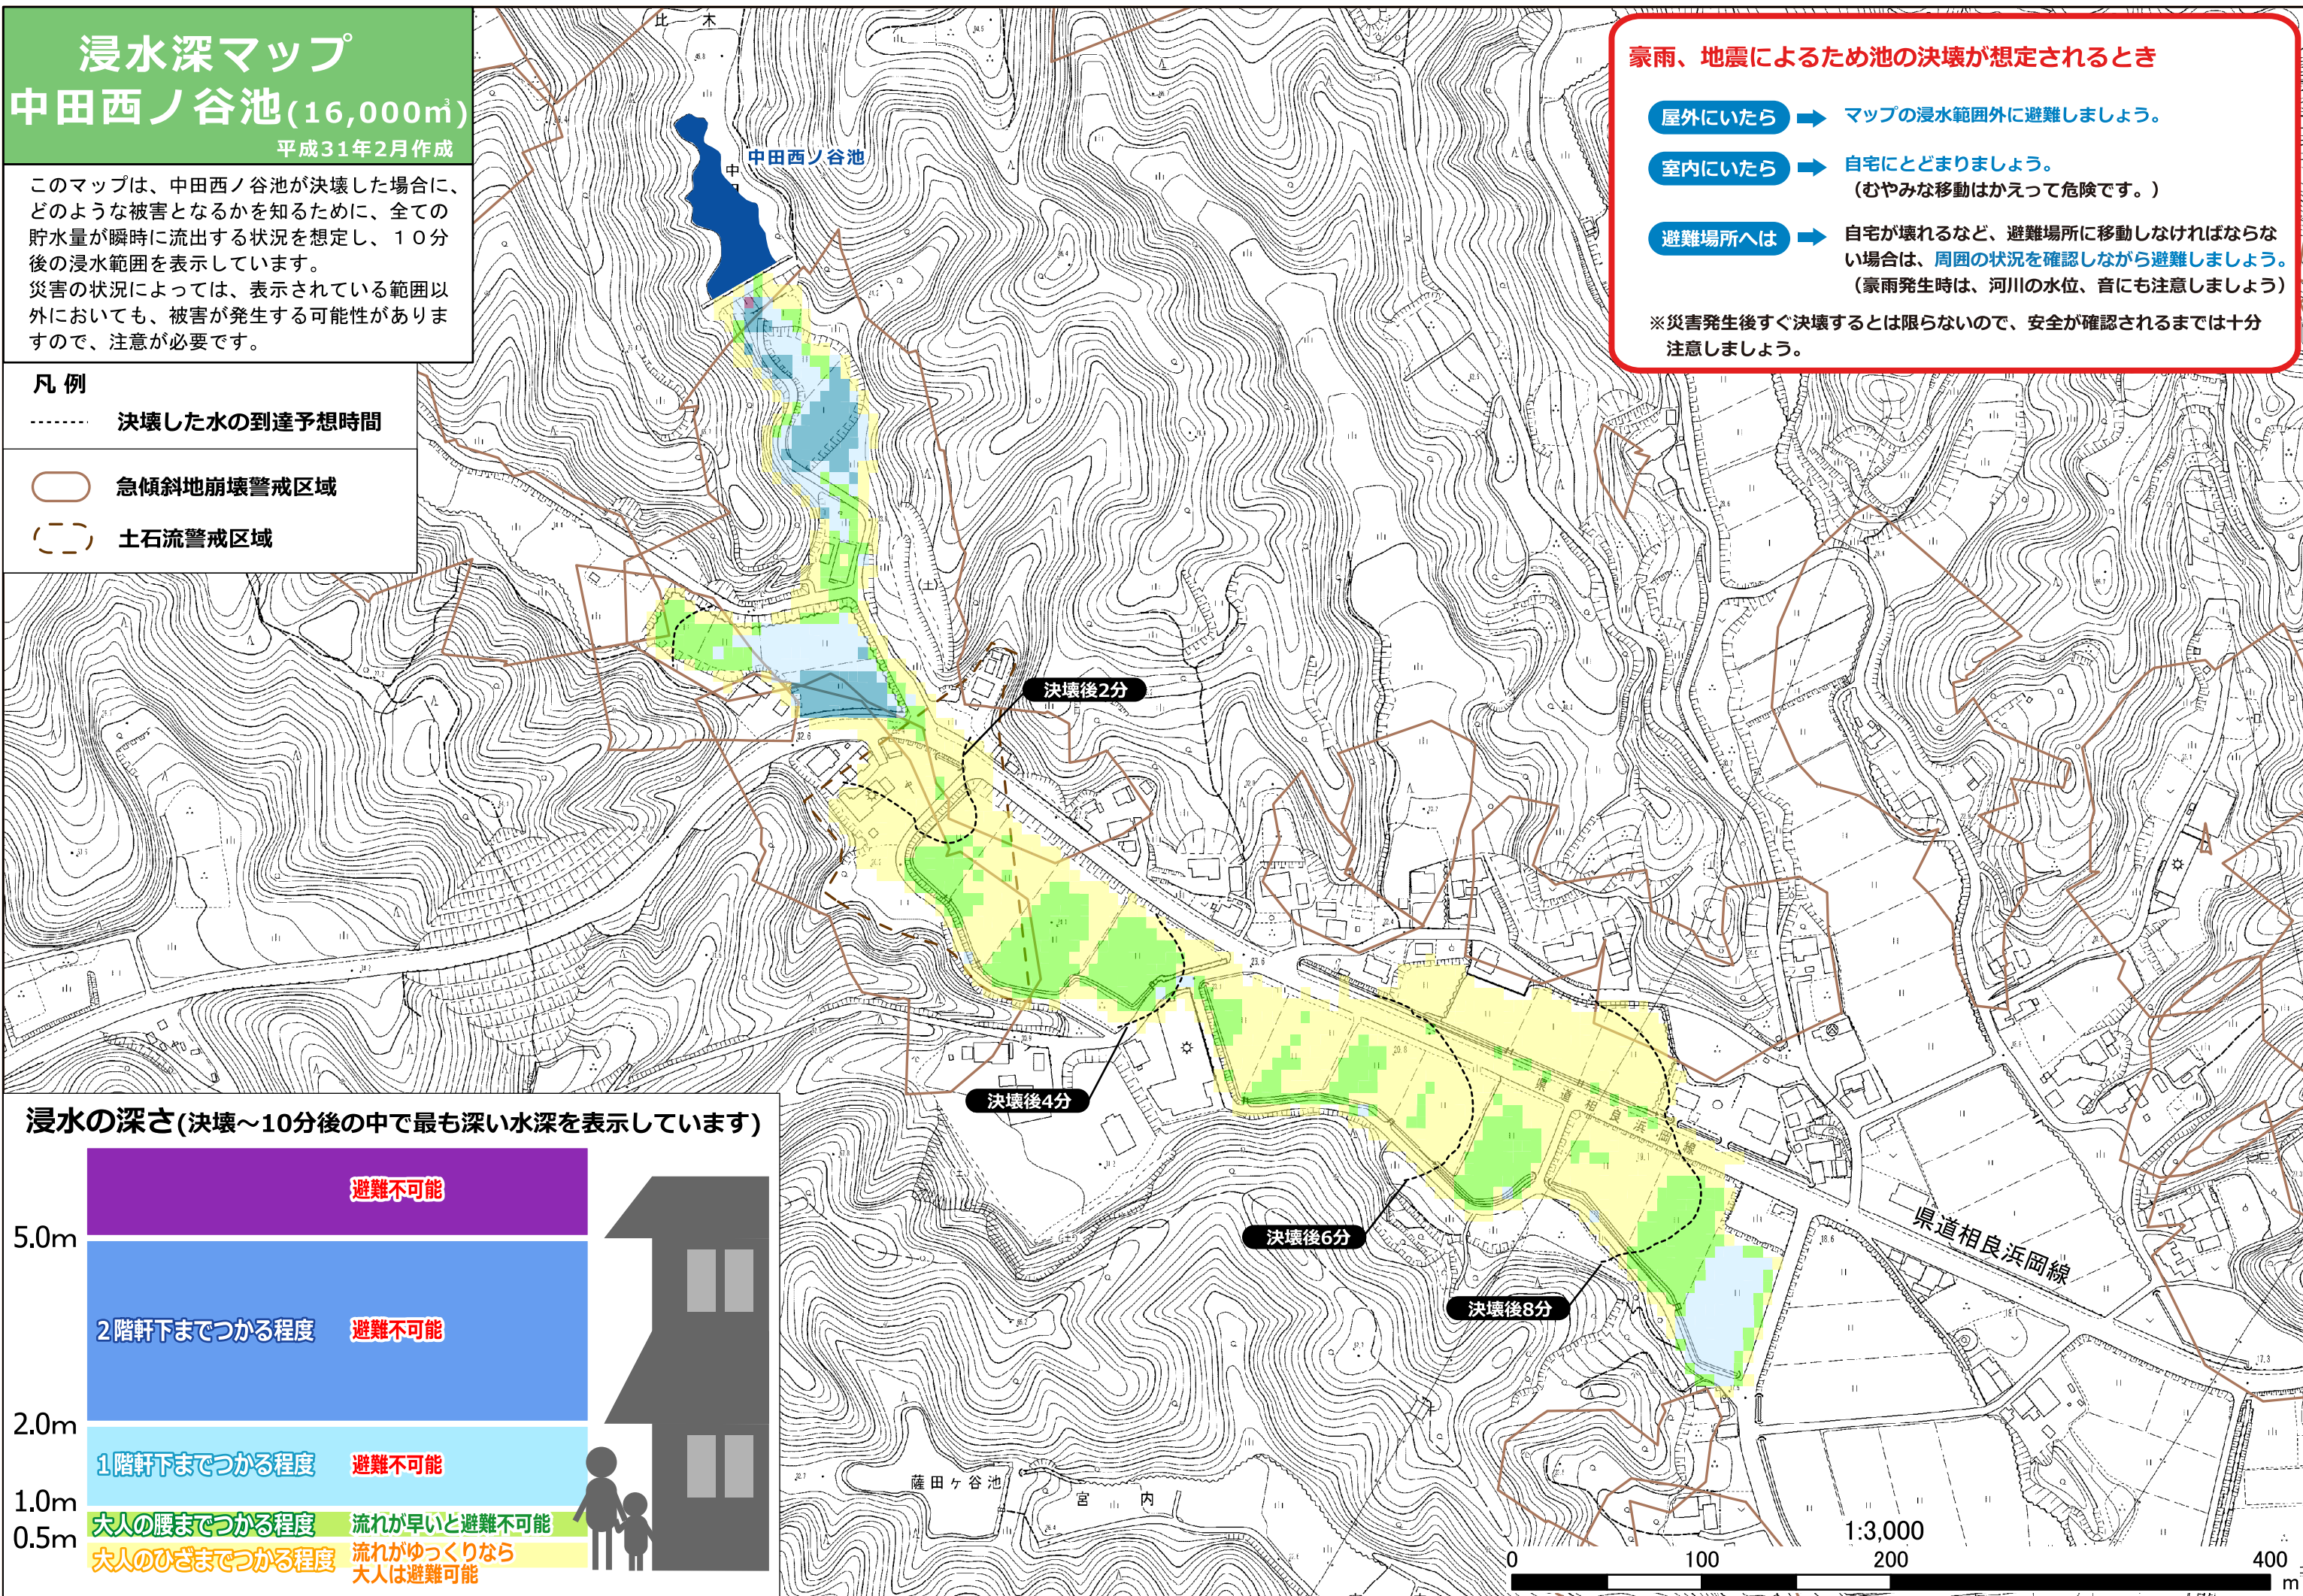 浸水深マップ
中田西ノ谷池(16,000㎥)
平成31年2月作成
このマップは、中田西ノ谷池が決壊した場合に、
どのような被害となるかを知るために、全ての
貯水量が瞬時に流出する状況を想定し、１０分
後の浸水範囲を表示しています。
災害の状況によっては、表示されている範囲以
外においても、被害が発生する可能性がありま
すので、注意が必要です。
凡 例
決壊した水の到達予想時間
急傾斜地崩壊警戒区域
土石流警戒区域
比 木
中田西ノ谷池
中
豪雨、地震によるため池の決壊が想定されるとき
屋外にいたら
マップの浸水範囲外に避難しましょう。
室内にいたら
自宅にとどまりましょう。
（むやみな移動はかえって危険です。）
避難場所へは
自宅が壊れるなど、避難場所に移動しなければならな
い場合は、周囲の状況を確認しながら避難しましょう。
（豪雨発生時は、河川の水位、音にも注意しましょう）
※災害発生後すぐ決壊するとは限らないので、安全が確認されるまでは十分
注意しましょう。
(土)
決壊後2分
決壊後4分
決壊後6分
決壊後8分
県道相良浜岡線
県道相良浜岡線
薩田ヶ谷池
宮 内
浸水の深さ(決壊～10分後の中で最も深い水深を表示しています)
避難不可能
5.0m
2階軒下までつかる程度 避難不可能
2.0m
1階軒下までつかる程度 避難不可能
1.0m
大人の腰までつかる程度 流れが早いと避難不可能
0.5m
大人のひざまでつかる程度 流れがゆっくりなら
大人は避難可能
1:3,000
0 100 200 400
m